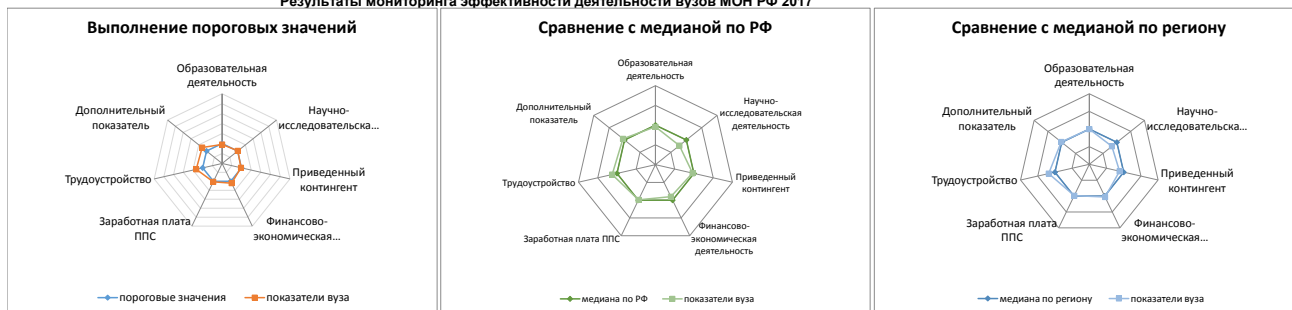 Результаты мониторинга эффективности деятельности вузов МОН РФ 2017
Выполнение пороговых значений
Образовательная
деятельность
Научно-
исследовательска...
Приведенный
контингент
Финансово-
экономическая...
Заработная плата
ППС
Трудоустройство
Дополнительный
показатель
пороговые значения
показатели вуза
Сравнение с медианой по РФ
Образовательная
деятельность
Научно-
исследовательская
деятельность
Приведенный
контингент
Финансово-
экономическая
деятельность
Заработная плата ППС
Трудоустройство
Дополнительный
показатель
медиана по РФ
показатели вуза
Сравнение с медианой по региону
Образовательная
деятельность
Научно-
исследовательска...
Приведенный
контингент
Финансово-
экономическая...
Заработная плата
ППС
Трудоустройство
Дополнительный
показатель
медиана по региону
показатели вуза